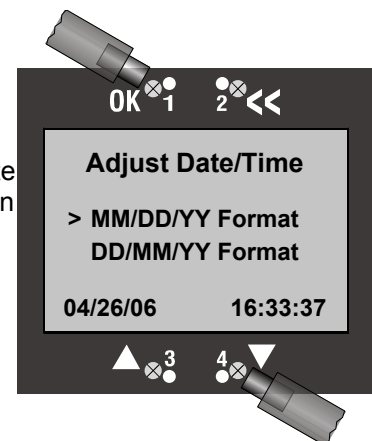 OK 1 2 <<
Adjust Date/Time
> MM/DD/YY Format
DD/MM/YY Format
04/26/06 16:33:37
▲ 3 4 ▼